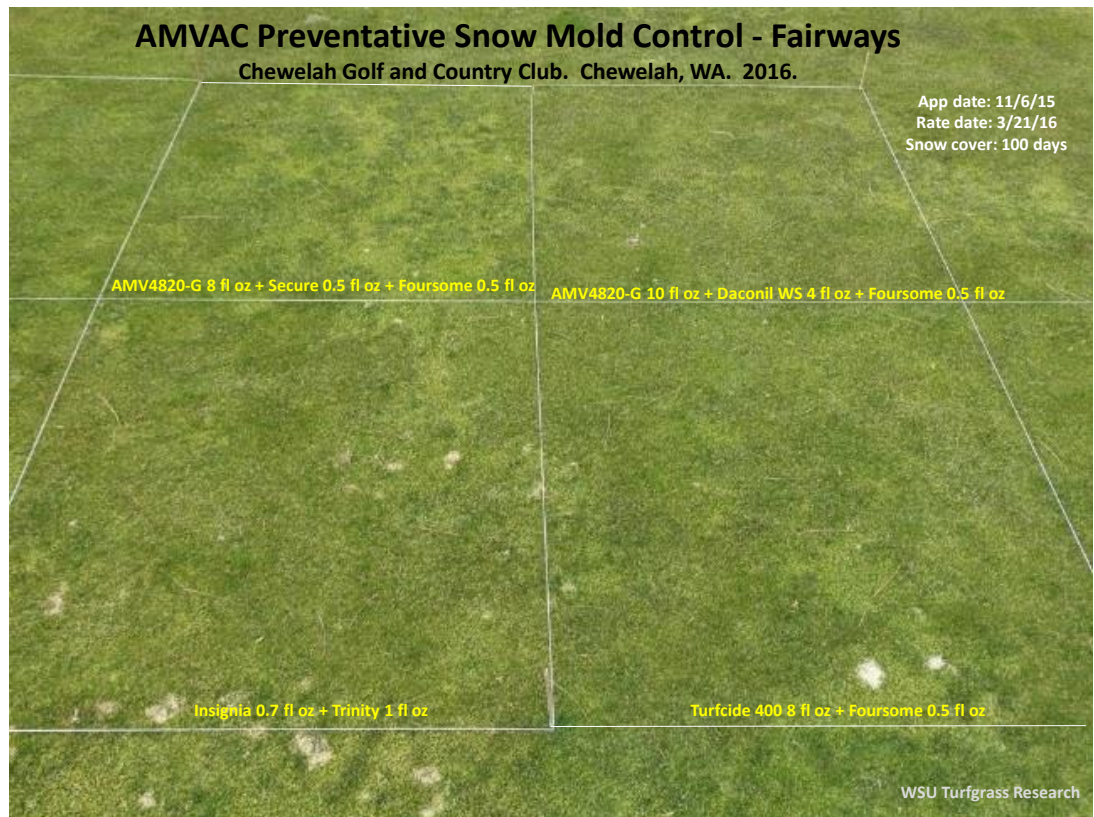 AMVAC Preventative Snow Mold Control - Fairways
Chewelah Golf and Country Club.  Chewelah, WA.  2016.
App date: 11/6/15
Rate date: 3/21/16
Snow cover: 100 days
AMV4820-G 8 fl oz + Secure 0.5 fl oz + Foursome 0.5 fl oz
AMV4820-G 10 fl oz + Daconil WS 4 fl oz + Foursome 0.5 fl oz
Insignia 0.7 fl oz + Trinity 1 fl oz
Turfcide 400 8 fl oz + Foursome 0.5 fl oz
WSU Turfgrass Research